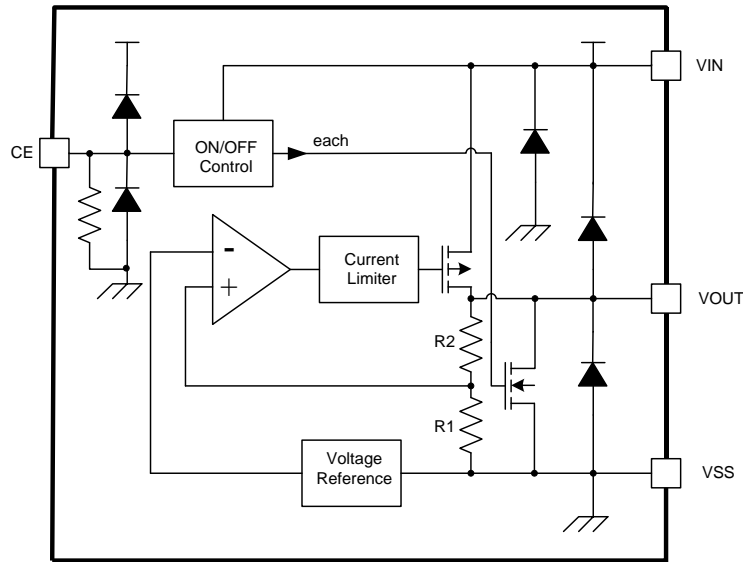 VIN
CE
ON/OFF
Control
each
-
+
Current
Limiter
VOUT
R2
R1
Voltage
Reference
VSS